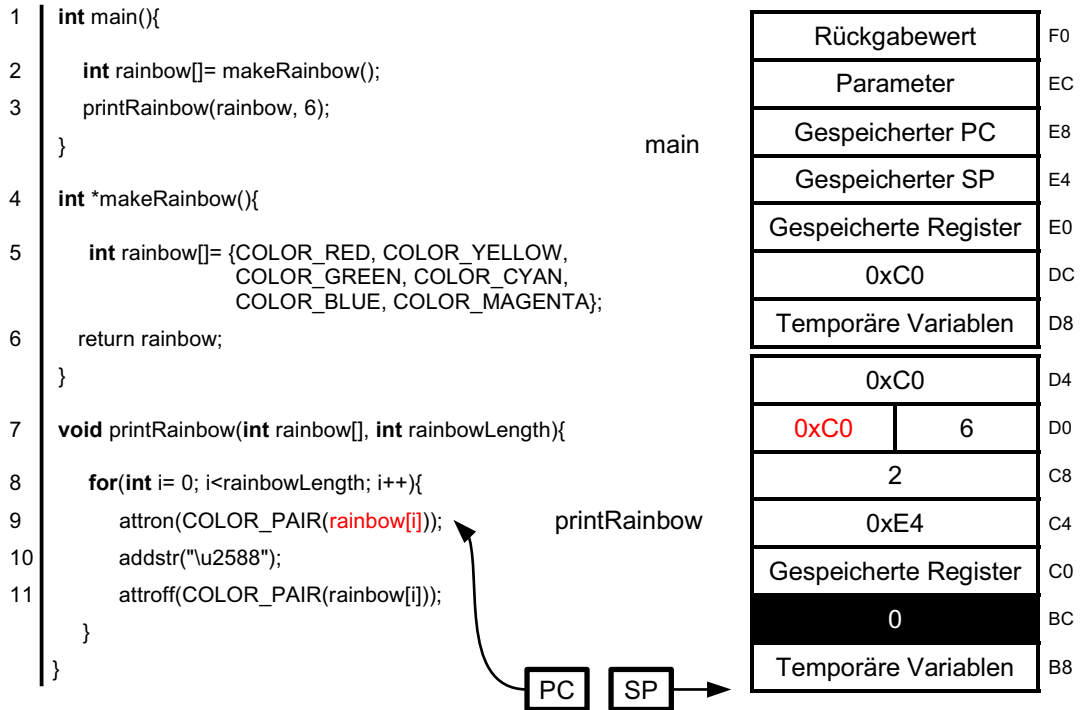 1 int main(){
2 int rainbow[]= makeRainbow();
3 printRainbow(rainbow, 6);
}
4 int *makeRainbow(){
5 int rainbow[]= {COLOR_RED, COLOR_YELLOW,
COLOR_GREEN, COLOR_CYAN,
COLOR_BLUE, COLOR_MAGENTA};
6 return rainbow;
}
7 void printRainbow(int rainbow[], int rainbowLength){
8 for(int i= 0; i<rainbowLength; i++){
9 attron(COLOR_PAIR(rainbow[i]));
10 addstr("\u2588");
11 attroff(COLOR_PAIR(rainbow[i]));
}
}
PC SP
main
Rückgabewert F0
Parameter EC
Gespeicherter PC E8
Gespeicherter SP E4
Gespeicherte Register E0
0xC0 DC
Temporäre Variablen D8
printRainbow
0xC0 D4
0xC0 6 D0
2 C8
0xE4 C4
Gespeicherte Register C0
0 BC
Temporäre Variablen B8